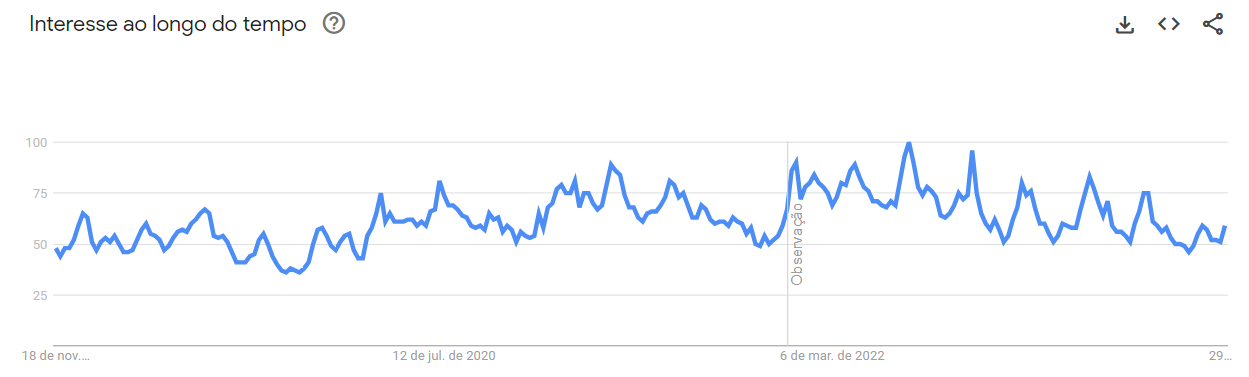 Interesse ao longo do tempo
100
75
50
25
Observação
18 de nov.…
12 de jul. de 2020
6 de mar. de 2022
29…